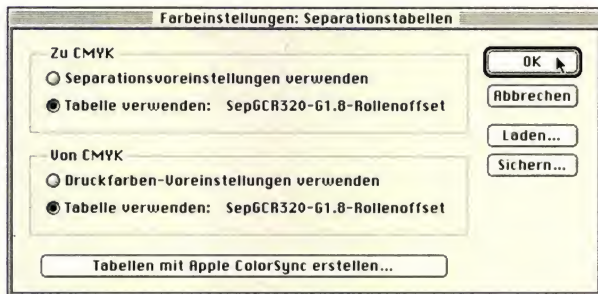 Farbeinstellungen: Separationstabellen
Zu CMYK
Separationsvoreinstellungen verwenden
Tabelle verwenden: SepGCR320-G1.8-Rollenoffset
Von CMYK
Druckfarben-Voreinstellungen verwenden
Tabelle verwenden: SepGCR320-G1.8-Rollenoffset
Tabellen mit Apple ColorSync erstellen...
OK
Abbrechen
Laden...
Sichern...